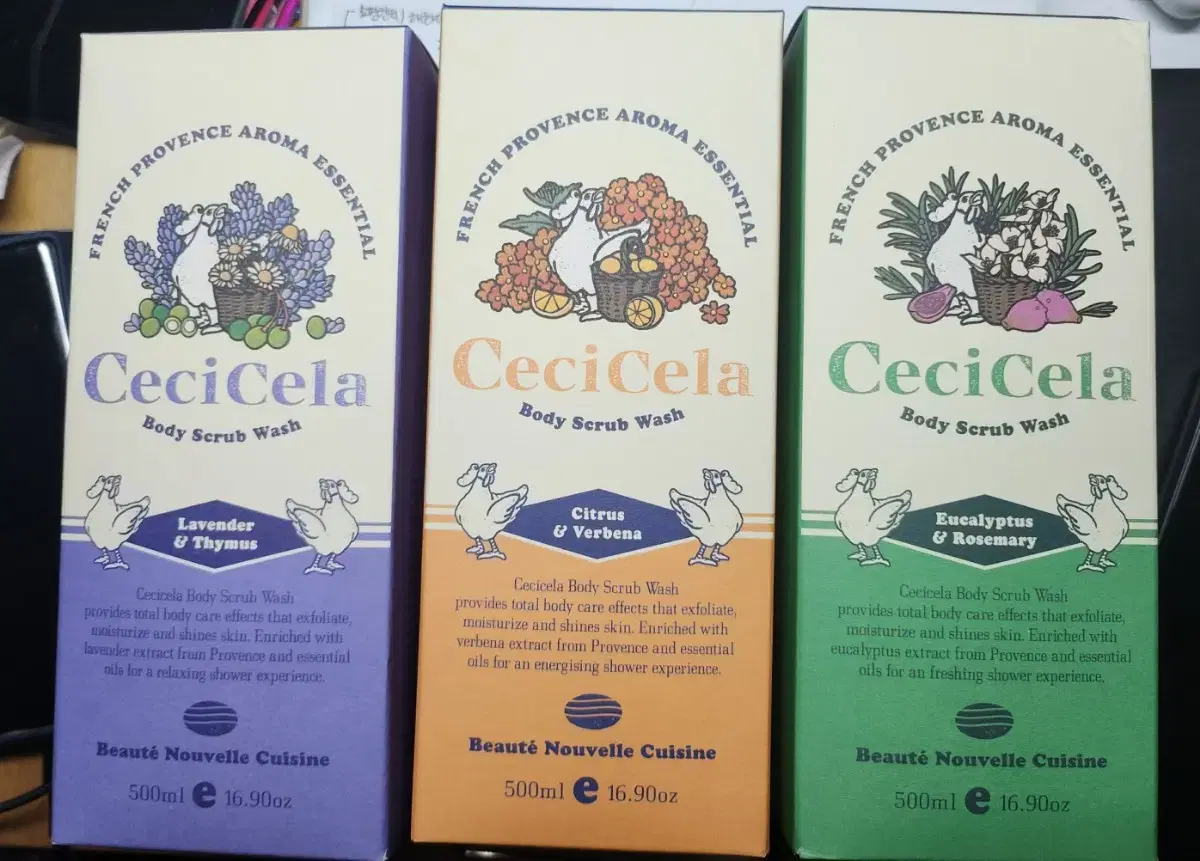 FRENCH PROVENCE AROMA ESSENTIAL
CeciCela
Body Scrub Wash
Lavender
& Thymus
Cecicela Body Scrub Wash
provides total body care effects that exfoliate,
moisturize and shines skin. Enriched with
lavender extract from Provence and essential
oils for a relaxing shower experience.
Beauté Nouvelle Cuisine
500ml e 16.90oz
FRENCH PROVENCE AROMA ESSENTIAL
CeciCela
Body Scrub Wash
Citrus
& Verbena
Cecicela Body Scrub Wash
provides total body care effects that exfoliate,
moisturize and shines skin. Enriched with
verbena extract from Provence and essential
oils for an energising shower experience.
Beauté Nouvelle Cuisine
500ml e 16.90oz
FRENCH PROVENCE AROMA ESSENTIAL
CeciCela
Body Scrub Wash
Eucalyptus
& Rosemary
Cecicela Body Scrub Wash
provides total body care effects that exfoliate,
moisturize and shines skin. Enriched with
eucalyptus extract from Provence and essential
oils for an freshing shower experience.
Beauté Nouvelle Cuisine
500ml e 16.90oz